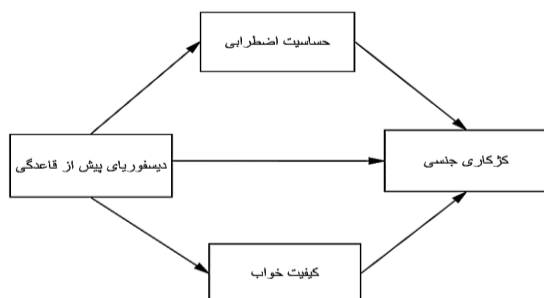 حساسیت اضطرابی
دیسفوریای پیش از قاعدگی
کژکاری جنسی
کیفیت خواب